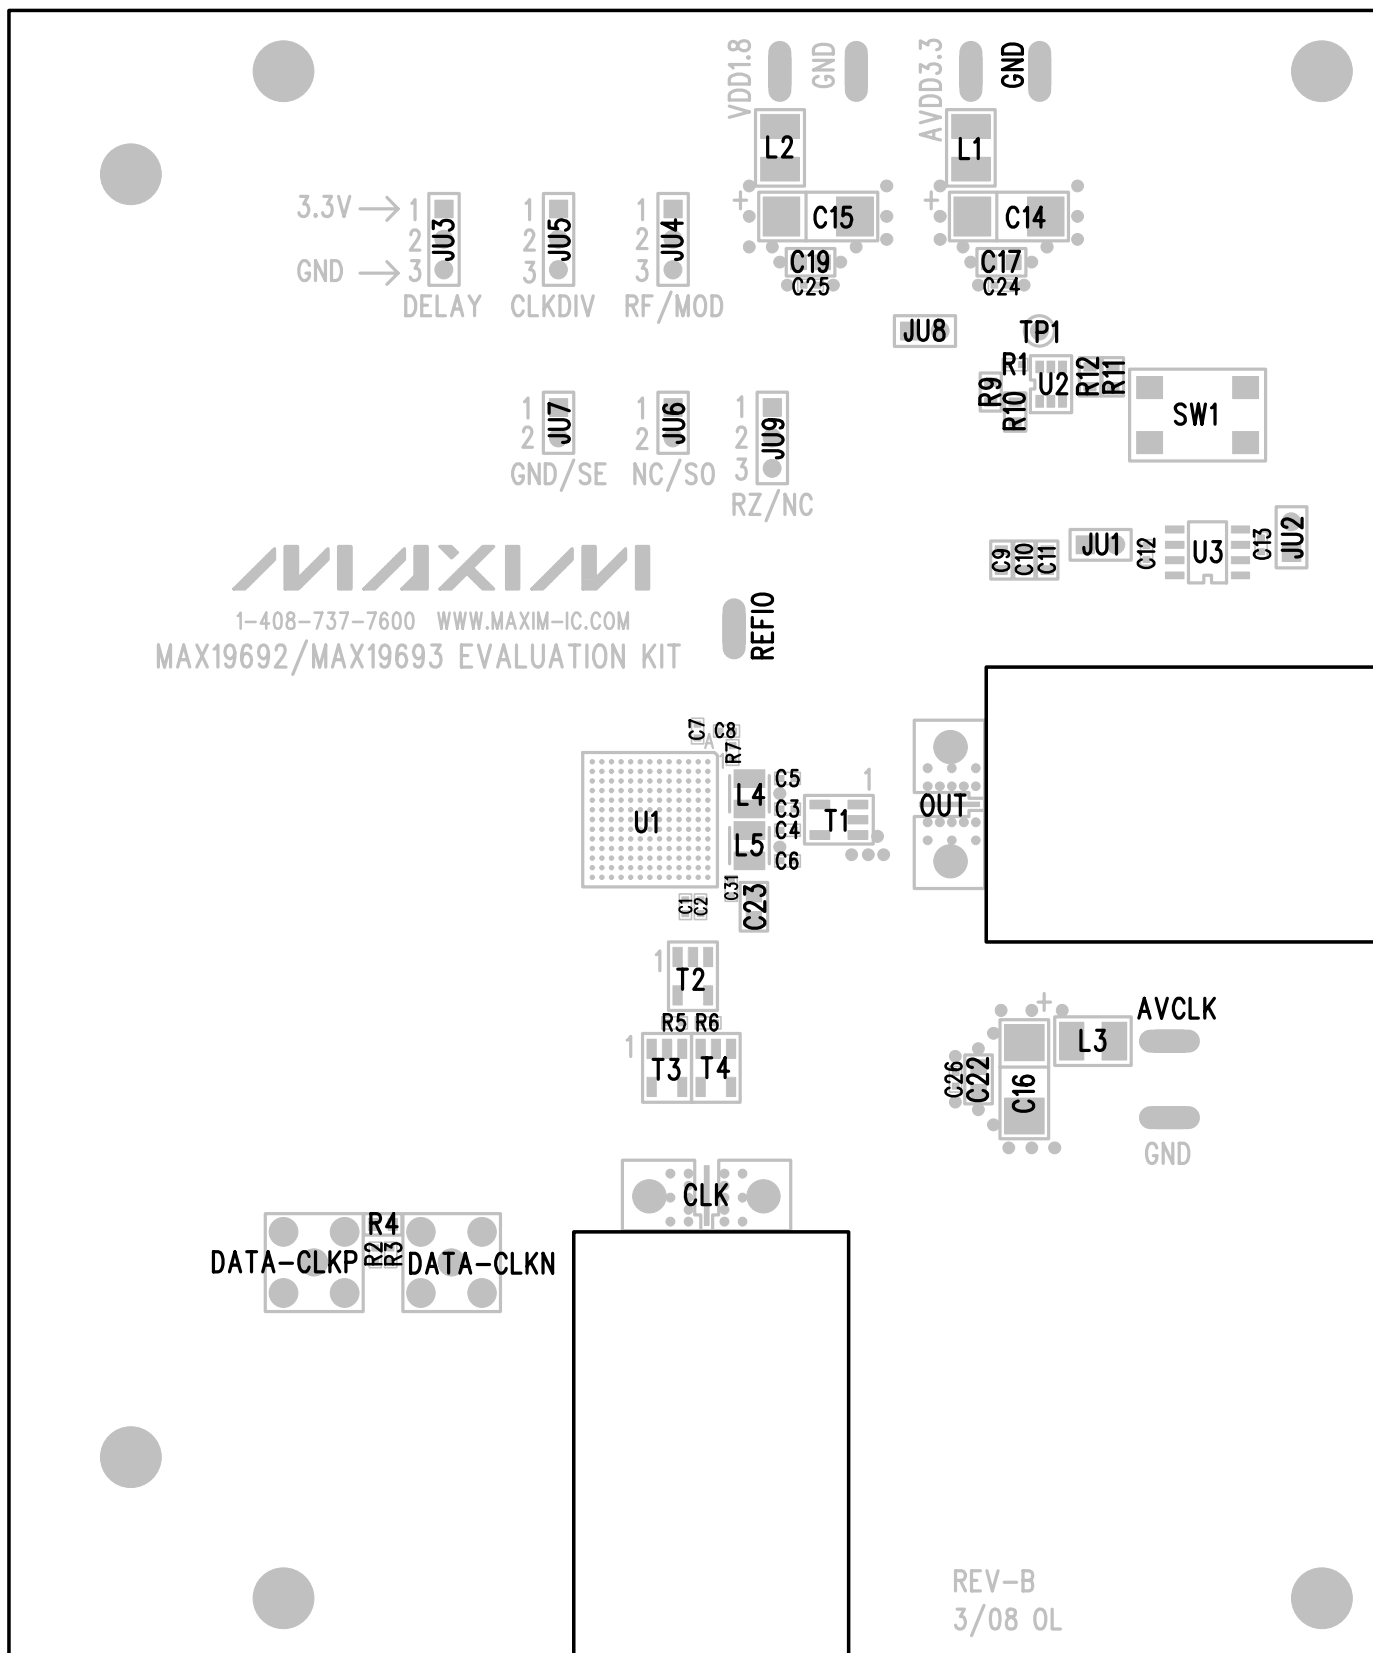 VDD1.8
GND
AVDD3.3
GND
L2
L1
+
C15
+
C14
C19
C25
C17
C24
3.3V
GND
1
2
3
JU3
DELAY
1
2
3
JU5
CLKDIV
1
2
3
JU4
RF/MOD
JU8
TP1
R1
R9
R10
U2
R12
R11
SW1
1
2
JU7
GND/SE
1
2
JU6
NC/SO
1
2
3
JU9
RZ/NC
C9
C10
C11
JU1
C12
U3
C13
JU2
MAXIM
1-408-737-7600 WWW.MAXIM-IC.COM
MAX19692/MAX19693 EVALUATION KIT
REFIO
C7
C8
A
1
R7
U1
L4
L5
C5
C3
C4
C6
1
T1
OUT
C31
C23
C1
C2
1
T2
R5
R6
1
T3
T4
+
AVCLK
L3
C26
C22
C16
GND
CLK
R4
DATA-CLKP
R2
R3
DATA-CLKN
REV-B
3/08 OL